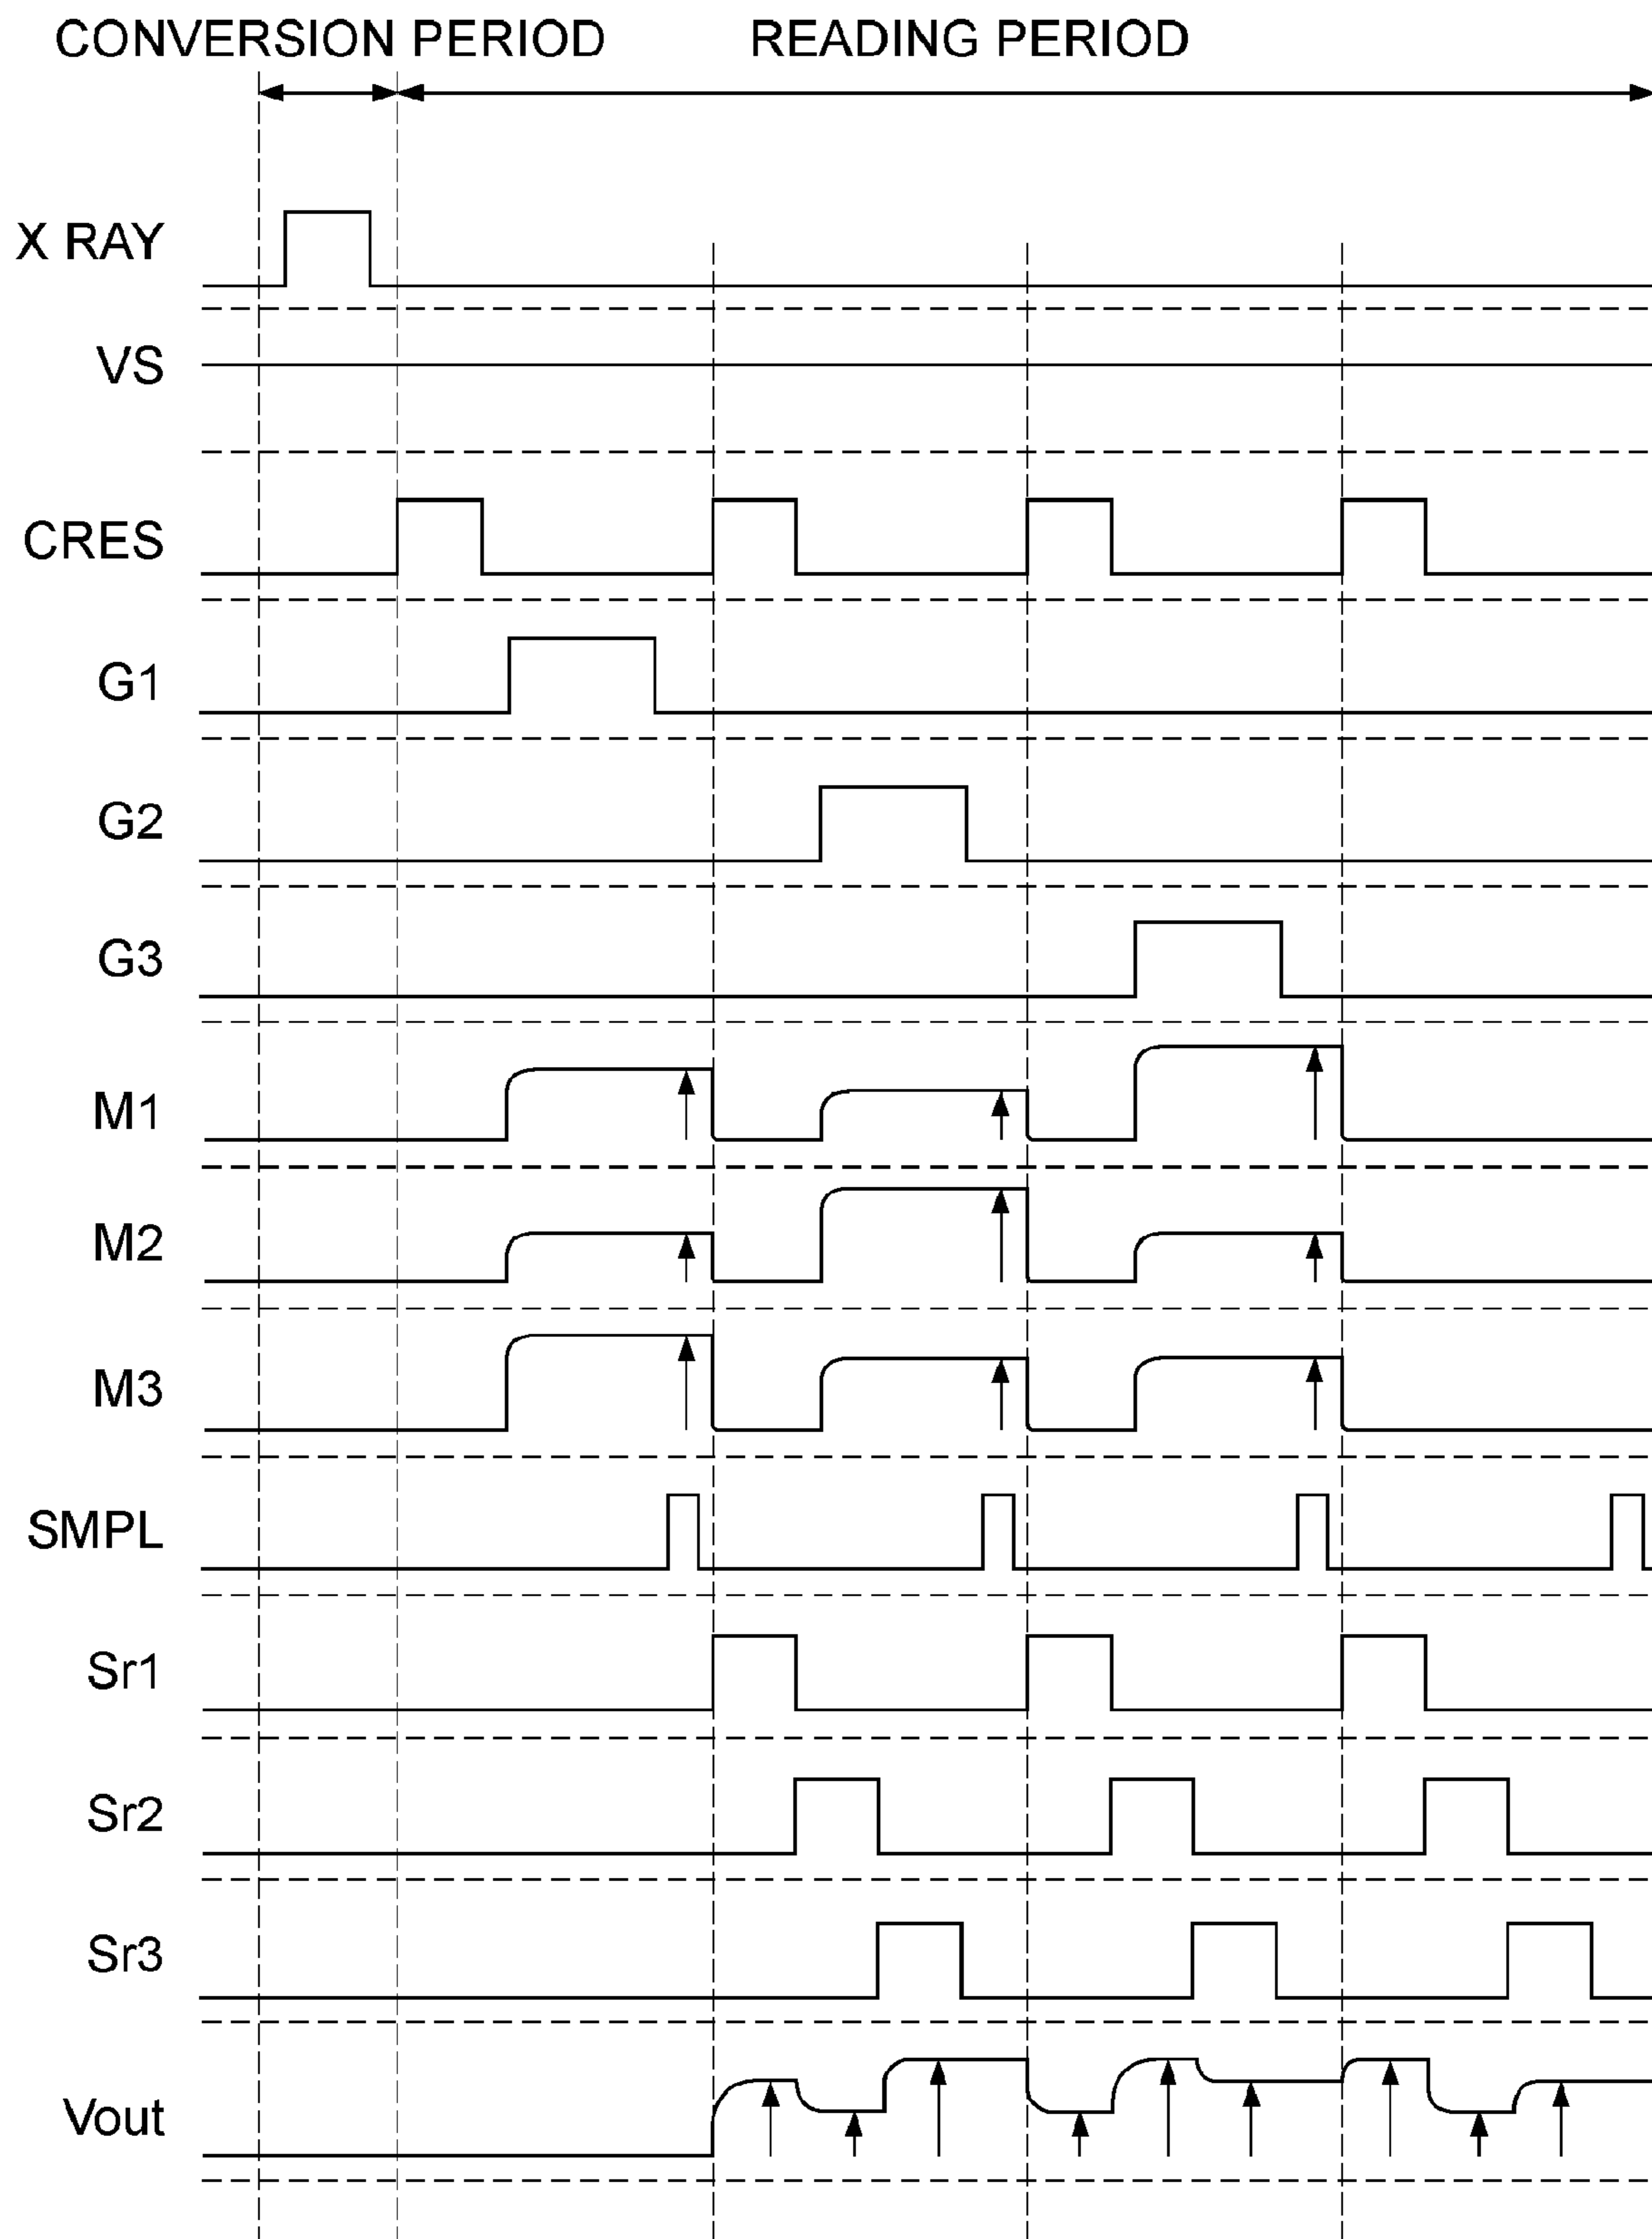 CONVERSION PERIOD READING PERIOD
X RAY
VS
CRES
G1
G2
G3
M1
M2
M3
SMPL
Sr1
Sr2
Sr3
Vout